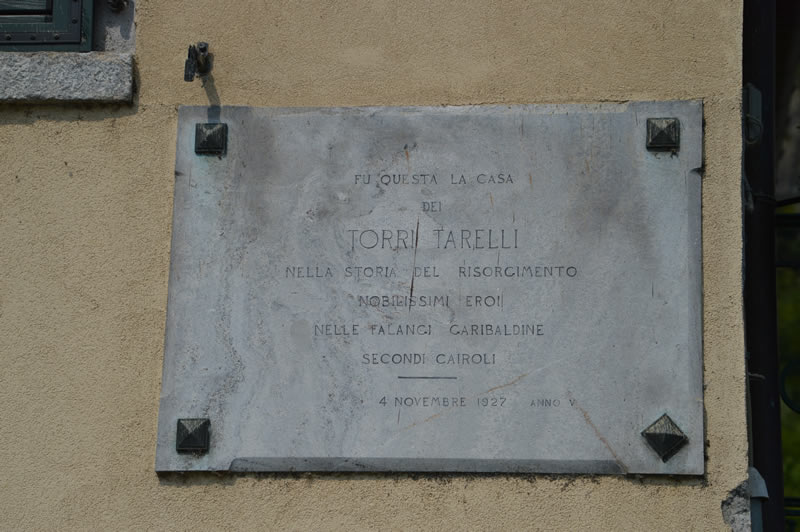 FU QUESTA LA CASA
DEI
TORRI TARELLI
NELLA STORIA DEL RISORGIMENTO
NOBILISSIMI EROI
NELLE FALANGI GARIBALDINE
SECONDI CAIROLI
4 NOVEMBRE 1927 ANNO V